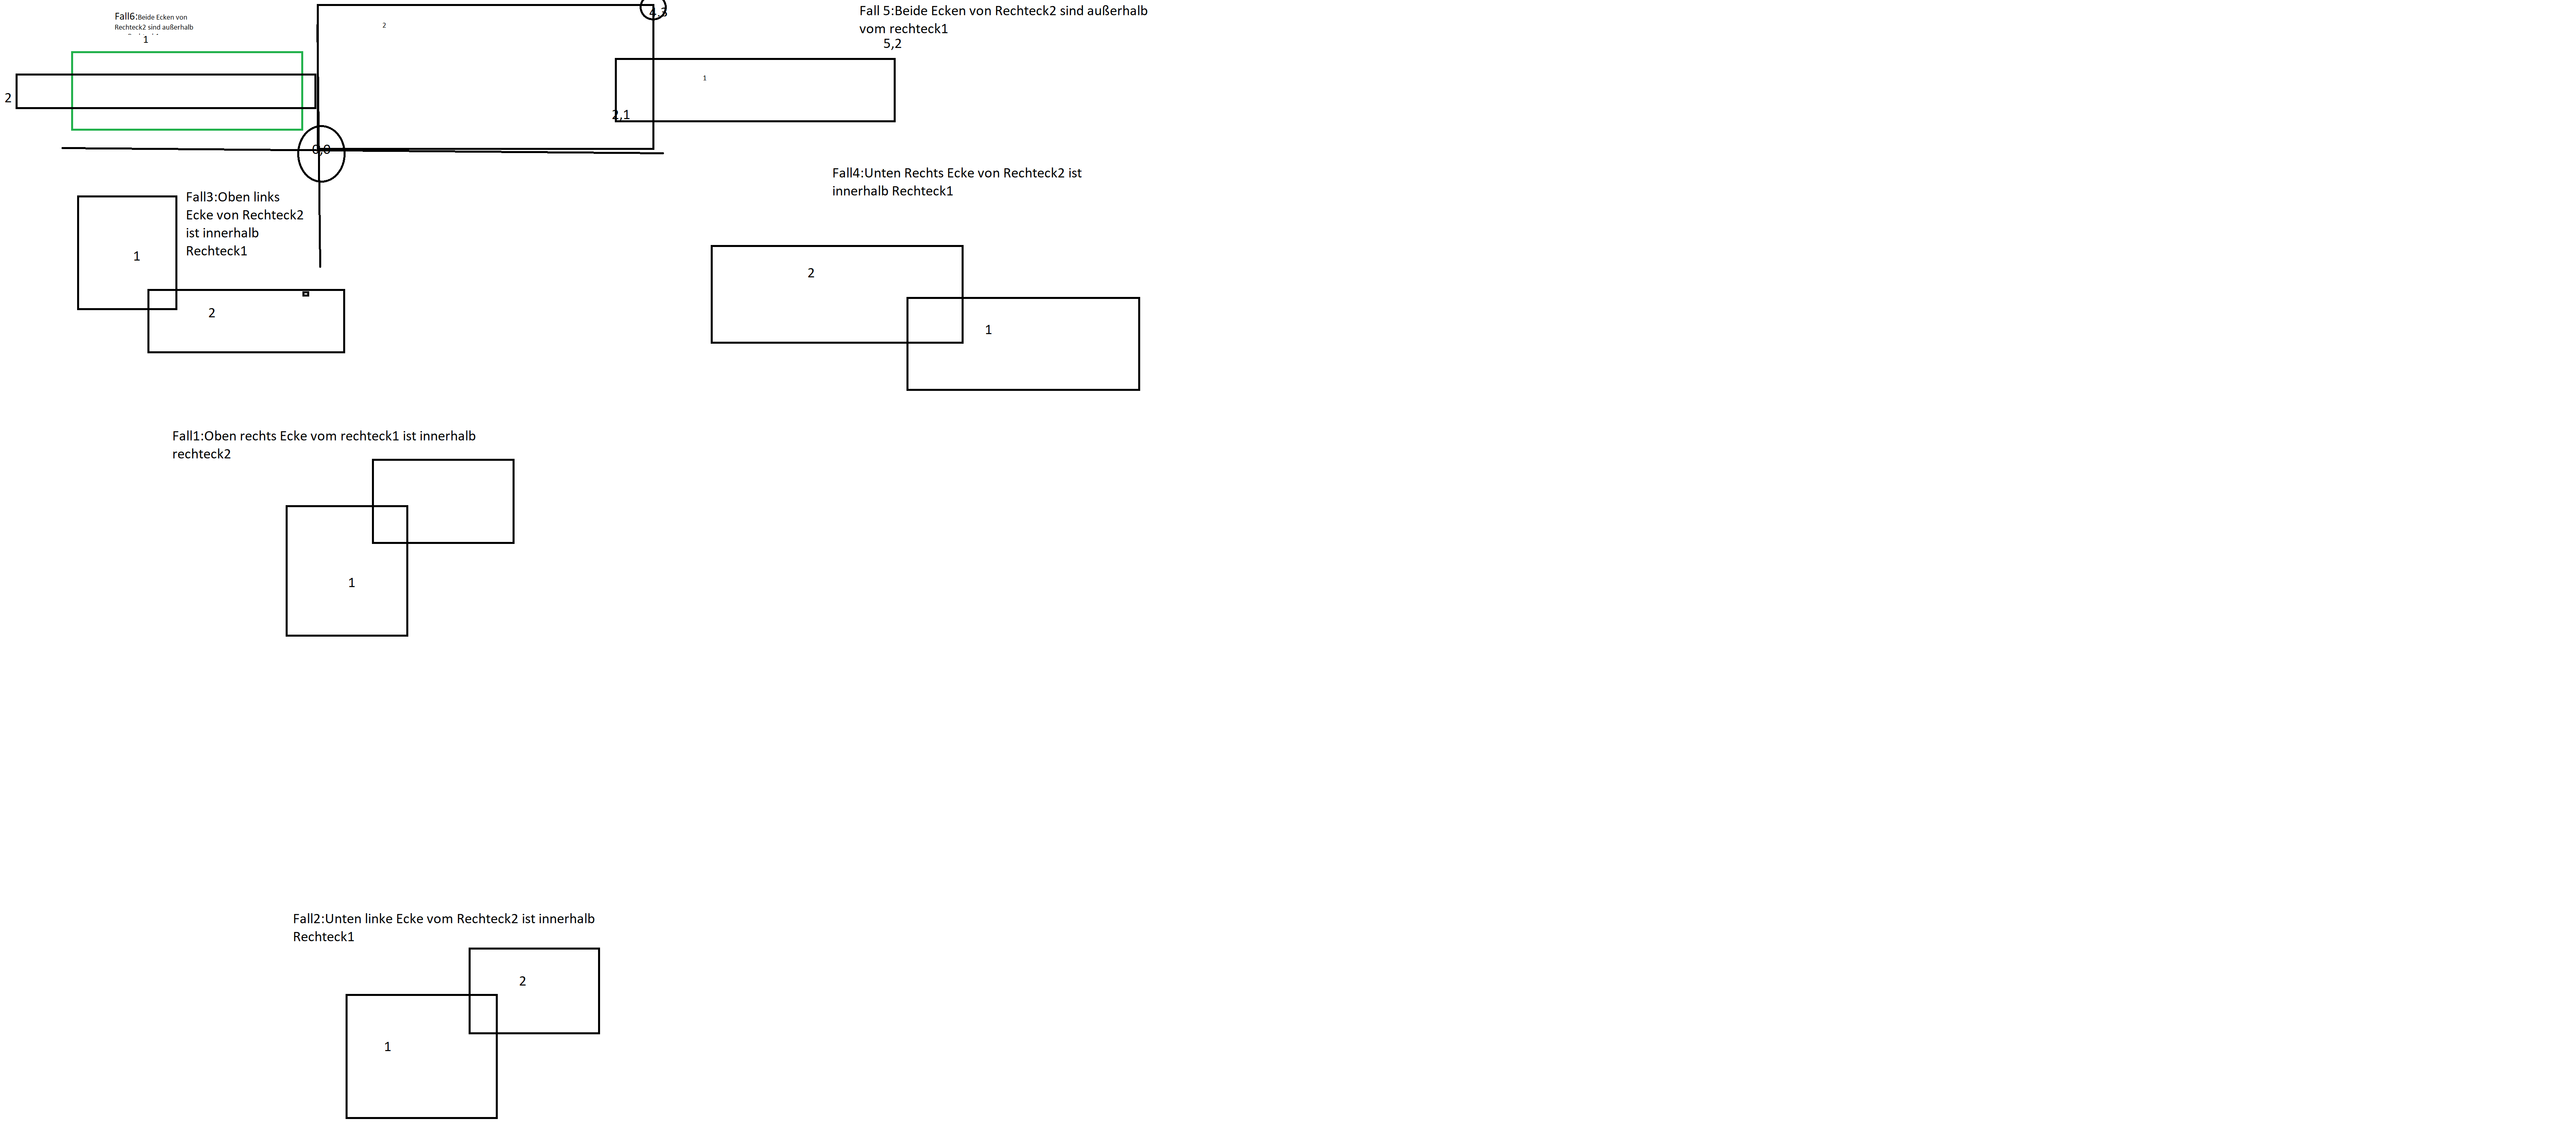 Fall6:Beide Ecken von
Rechteck2 sind außerhalb
1
2
2
4,3
Fall 5:Beide Ecken von Rechteck2 sind außerhalb
vom rechteck1
5,2
1
2,1
0,0
Fall3:Oben links
Ecke von Rechteck2
ist innerhalb
Rechteck1
1
2
Fall4:Unten Rechts Ecke von Rechteck2 ist
innerhalb Rechteck1
2
1
Fall1:Oben rechts Ecke vom rechteck1 ist innerhalb
rechteck2
1
Fall2:Unten linke Ecke vom Rechteck2 ist innerhalb
Rechteck1
2
1